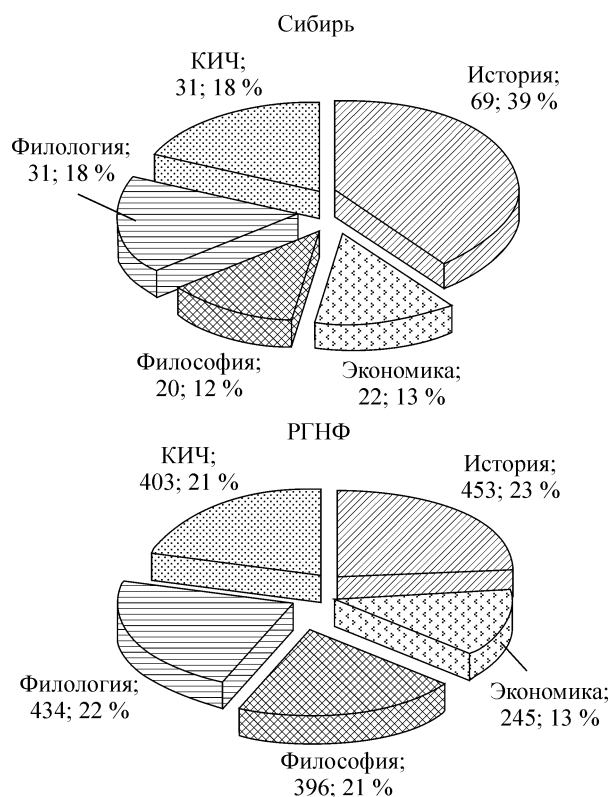 Сибирь
КИЧ;
31; 18 %
История;
69; 39 %
Филология;
31; 18 %
Философия;
20; 12 %
Экономика;
22; 13 %
РГНФ
КИЧ;
403; 21 %
История;
453; 23 %
Филология;
434; 22 %
Экономика;
245; 13 %
Философия;
396; 21 %